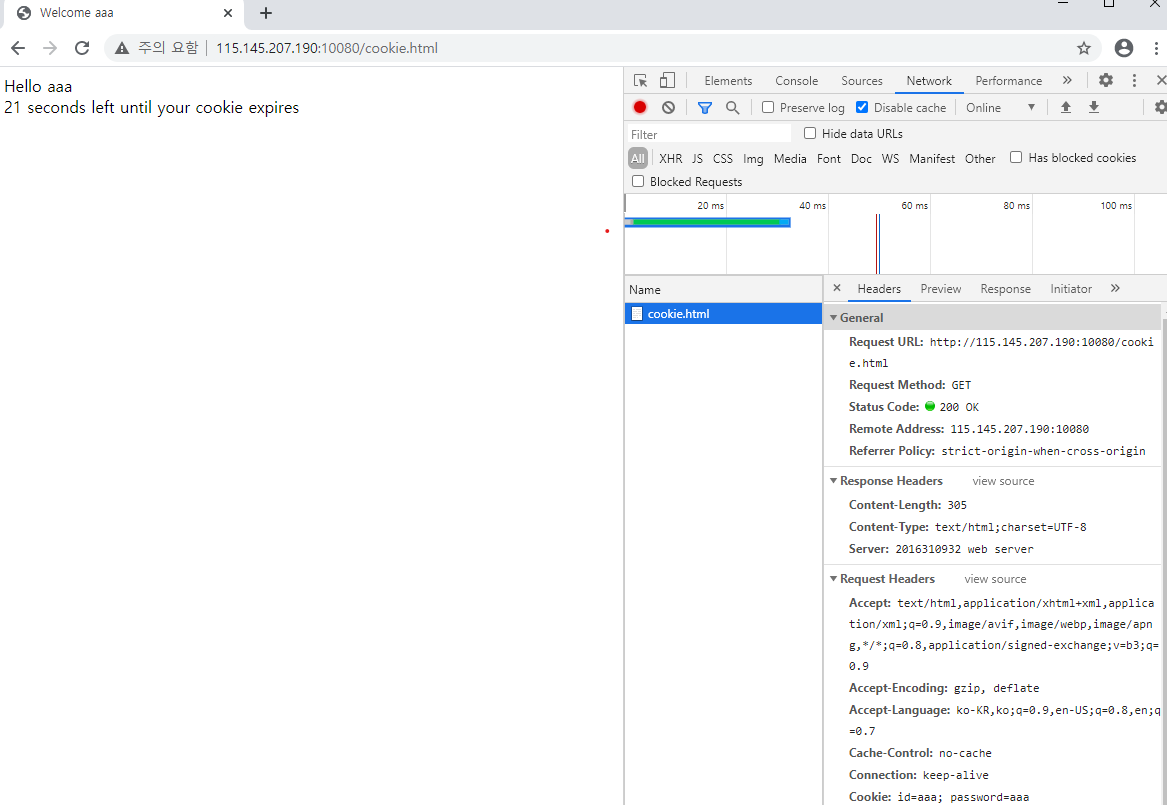 Welcome aaa
주의 요함 115.145.207.190:10080/cookie.html
Hello aaa
21 seconds left until your cookie expires
Elements Console Sources Network Performance
Preserve log Disable cache Online
Filter Hide data URLs
All XHR JS CSS Img Media Font Doc WS Manifest Other Has blocked cookies
Blocked Requests
20 ms 40 ms 60 ms 80 ms 100 ms
Name
cookie.html
Headers Preview Response Initiator
General
Request URL: http://115.145.207.190:10080/cooki
e.html
Request Method: GET
Status Code: 200 OK
Remote Address: 115.145.207.190:10080
Referrer Policy: strict-origin-when-cross-origin
Response Headers view source
Content-Length: 305
Content-Type: text/html;charset=UTF-8
Server: 2016310932 web server
Request Headers view source
Accept: text/html,application/xhtml+xml,applica
tion/xml;q=0.9,image/avif,image/webp,image/apn
g,*/*;q=0.8,application/signed-exchange;v=b3;q=
0.9
Accept-Encoding: gzip, deflate
Accept-Language: ko-KR,ko;q=0.9,en-US;q=0.8,en;q
=0.7
Cache-Control: no-cache
Connection: keep-alive
Cookie: id=aaa; password=aaa